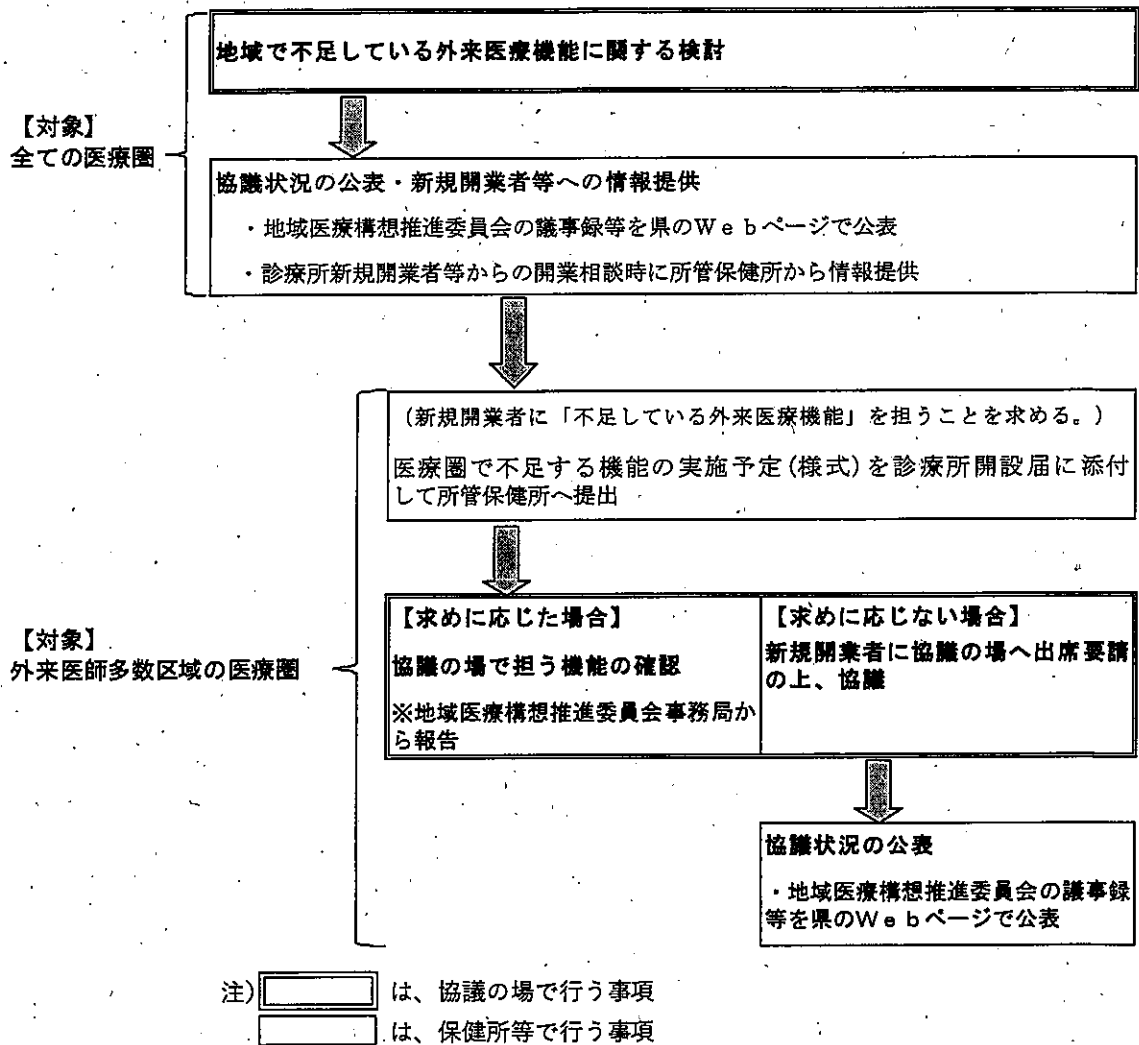 地域で不足している外来医療機能に関する検討
【対象】
全ての医療圏
協議状況の公表・新規開業者等への情報提供
・地域医療構想推進委員会の議事録等を県のWebページで公表
・診療所新規開業者等からの開業相談時に所管保健所から情報提供
(新規開業者に「不足している外来医療機能」を担うことを求める。)
医療圏で不足する機能の実施予定(様式)を診療所開設届に添付
して所管保健所へ提出
【対象】
外来医師多数区域の医療圏
【求めに応じた場合】
協議の場で担う機能の確認
※地域医療構想推進委員会事務局か
ら報告
【求めに応じない場合】
新規開業者に協議の場へ出席要請
の上、協議
協議状況の公表
・地域医療構想推進委員会の議事録
等を県のWebページで公表
注) は、協議の場で行う事項
は、保健所等で行う事項